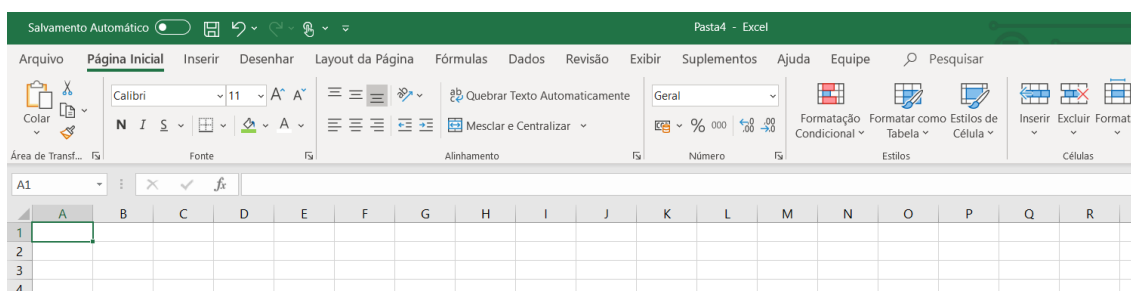 Salvamento Automático Pasta4 - Excel
Arquivo Página Inicial Inserir Desenhar Layout da Página Fórmulas Dados Revisão Exibir Suplementos Ajuda Equipe Pesquisar
Colar
Calibri 11 A^ A˅
Quebrar Texto Automaticamente
Geral
N I S A
Mesclar e Centralizar
% 000
Formatação Condicional
Formatar como Tabela
Estilos de Célula
Inserir Excluir Format
Área de Transf... Fonte Alinhamento Número Estilos Células
A1 fx
A B C D E F G H I J K L M N O P Q R
1
2
3
4